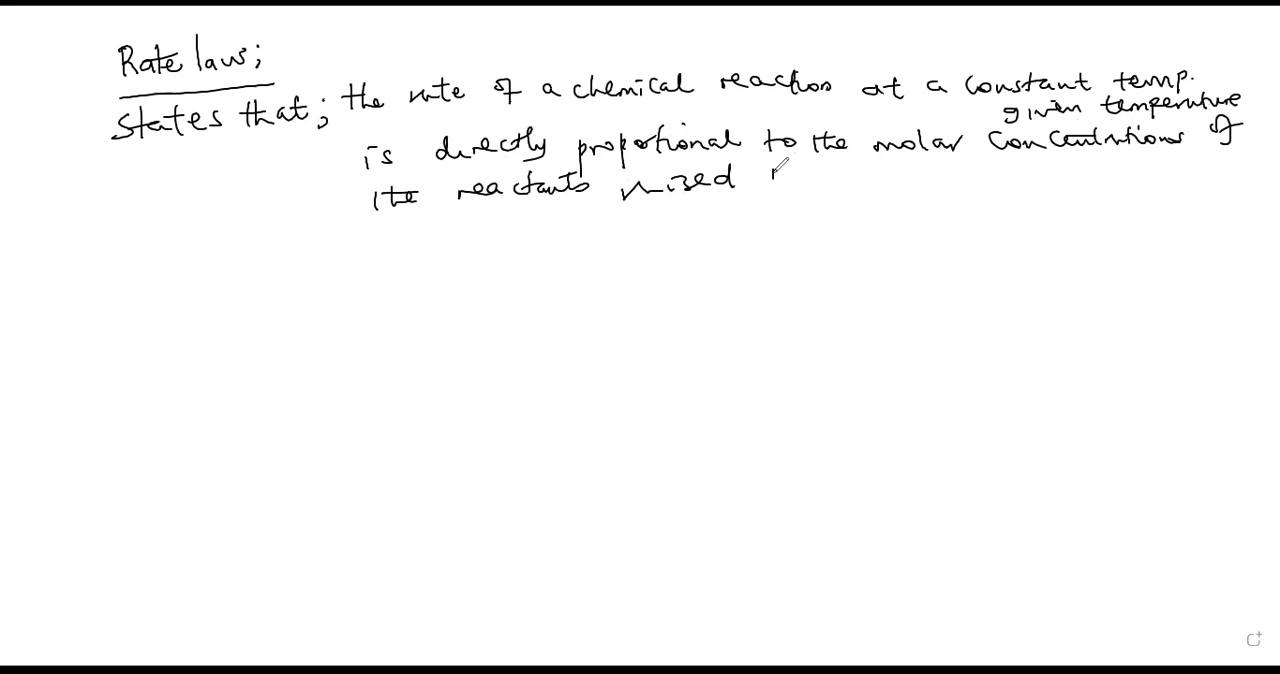 Rate law;
States that; the rate of a chemical reaction at a constant temp.
given temperature
is directly proportional to the molar concentrations of
the reactants raised